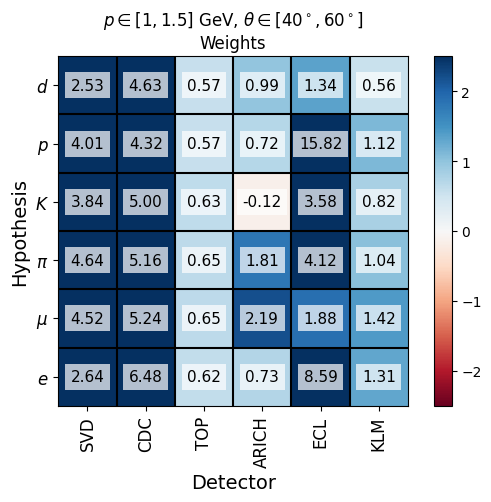 p ∈ [1, 1.5] GeV, θ ∈ [40°, 60°]
Weights
Hypothesis
d 2.53 4.63 0.57 0.99 1.34 0.56
p 4.01 4.32 0.57 0.72 15.82 1.12
K 3.84 5.00 0.63 -0.12 3.58 0.82
π 4.64 5.16 0.65 1.81 4.12 1.04
μ 4.52 5.24 0.65 2.19 1.88 1.42
e 2.64 6.48 0.62 0.73 8.59 1.31
SVD CDC TOP ARICH ECL KLM
Detector
2
1
0
−1
−2